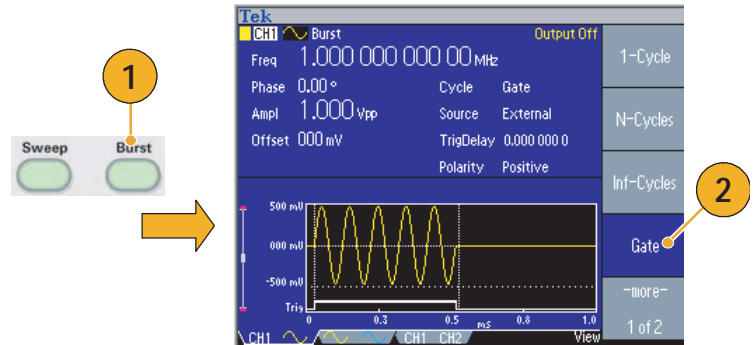 1
Sweep
Burst
Tek
CH1 Burst Output Off
Freq 1.000 000 000 00 MHz
Phase 0.00 °
Cycle Gate
Ampl 1.000 Vpp
Source External
Offset 000 mV
TrigDelay 0.000 000 0
Polarity Positive
1-Cycle
N-Cycles
Inf-Cycles
Gate
2
-more-
1 of 2
500 mU
000 mU
-500 mU
Trig
0 0.3 0.5 ms 0.8 1.0
CH1 CH1 CH2 View